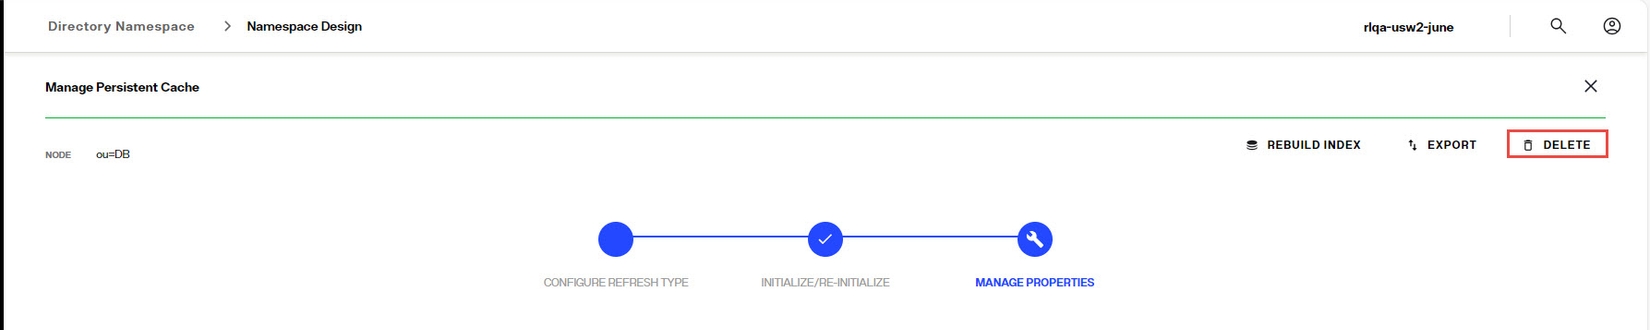 Directory Namespace > Namespace Design rlqa-usw2-june
Manage Persistent Cache
NODE ou=DB REBUILD INDEX EXPORT DELETE
CONFIGURE REFRESH TYPE INITIALIZE/RE-INITIALIZE MANAGE PROPERTIES